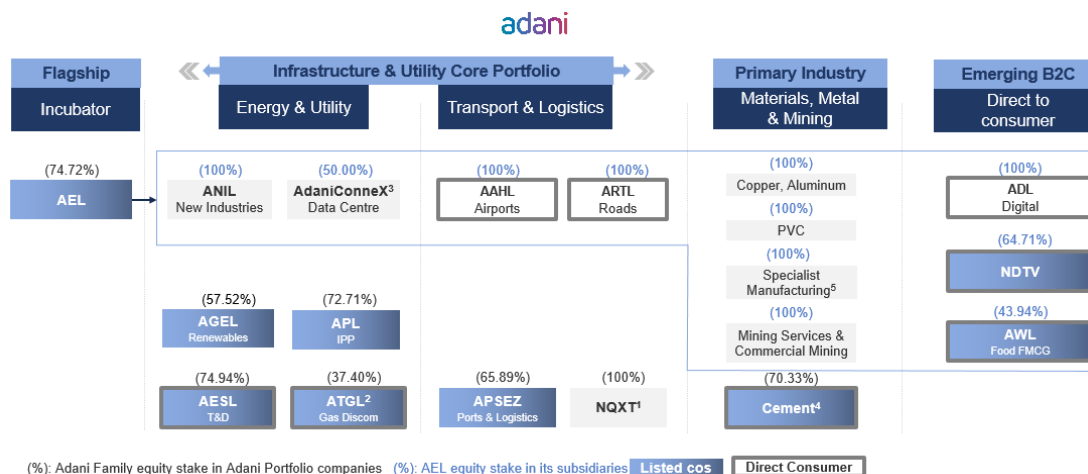 adani
Flagship
Incubator
Infrastructure & Utility Core Portfolio
Energy & Utility
Transport & Logistics
Primary Industry
Materials, Metal
& Mining
Emerging B2C
Direct to
consumer
(74.72%)
AEL
(100%)
ANIL
New Industries
(50.00%)
AdaniConneX³
Data Centre
(100%)
AAHL
Airports
(100%)
ARTL
Roads
(100%)
Copper, Aluminum
(100%)
PVC
(100%)
Specialist
Manufacturing⁵
(100%)
Mining Services &
Commercial Mining
(100%)
ADL
Digital
(64.71%)
NDTV
(43.94%)
AWL
Food FMCG
(57.52%)
AGEL
Renewables
(72.71%)
APL
IPP
(74.94%)
AESL
T&D
(37.40%)
ATGL²
Gas Discom
(65.89%)
APSEZ
Ports & Logistics
(100%)
NQXT¹
(70.33%)
Cement⁴
(%): Adani Family equity stake in Adani Portfolio companies (%): AEL equity stake in its subsidiaries Listed cos Direct Consumer